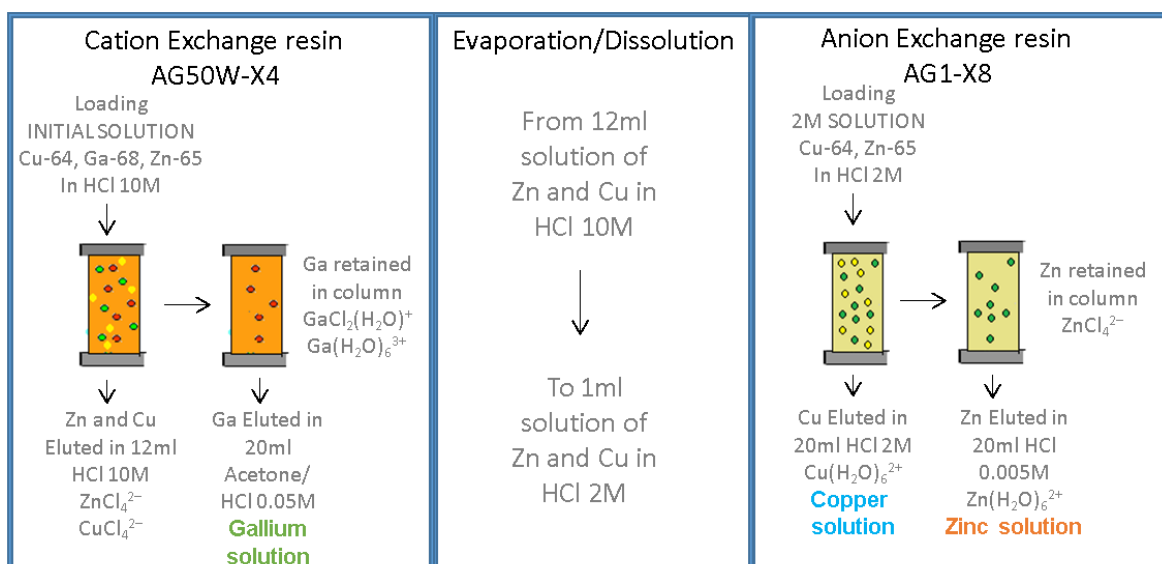 Cation Exchange resin
AG50W-X4
Loading
INITIAL SOLUTION
Cu-64, Ga-68, Zn-65
In HCl 10M
Ga retained
in column
GaCl₂(H₂O)⁺
Ga(H₂O)₆³⁺
Zn and Cu
Eluted in 12ml
HCl 10M
ZnCl₄²⁻
CuCl₄²⁻
Ga Eluted in
20ml
Acetone/
HCl 0.05M
Gallium
solution
Evaporation/Dissolution
From 12ml
solution of
Zn and Cu in
HCl 10M
To 1ml
solution of
Zn and Cu in
HCl 2M
Anion Exchange resin
AG1-X8
Loading
2M SOLUTION
Cu-64, Zn-65
In HCl 2M
Zn retained
in column
ZnCl₄²⁻
Cu Eluted in
20ml HCl 2M
Cu(H₂O)₆²⁺
Copper
solution
Zn Eluted in
20ml HCl
0.005M
Zn(H₂O)₆²⁺
Zinc solution